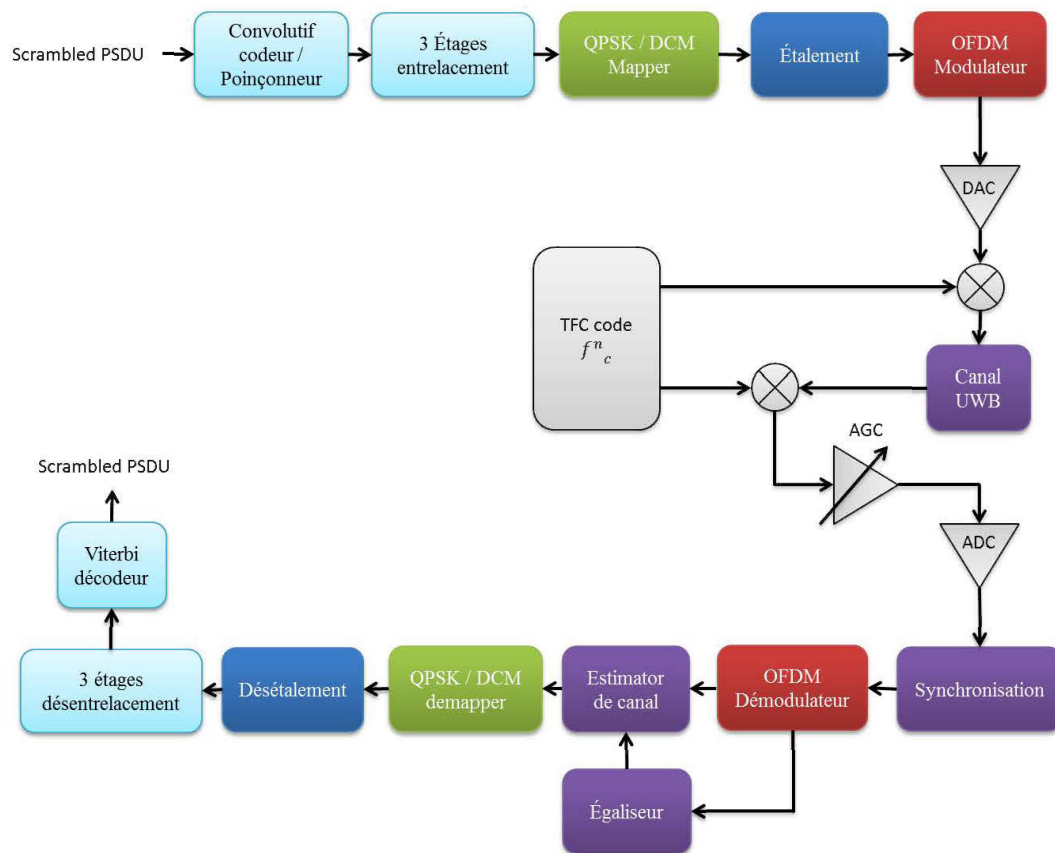 Scrambled PSDU
Convolutif
codeur /
Poinçonneur
3 Étages
entrelacement
QPSK / DCM
Mapper
Étalement
OFDM
Modulateur
DAC
TFC code
f^n_c
Canal
UWB
AGC
ADC
Scrambled PSDU
Viterbi
décodeur
3 étages
désentrelacement
Désétalement
QPSK / DCM
demapper
Estimator
de canal
OFDM
Démodulateur
Synchronisation
Égaliseur